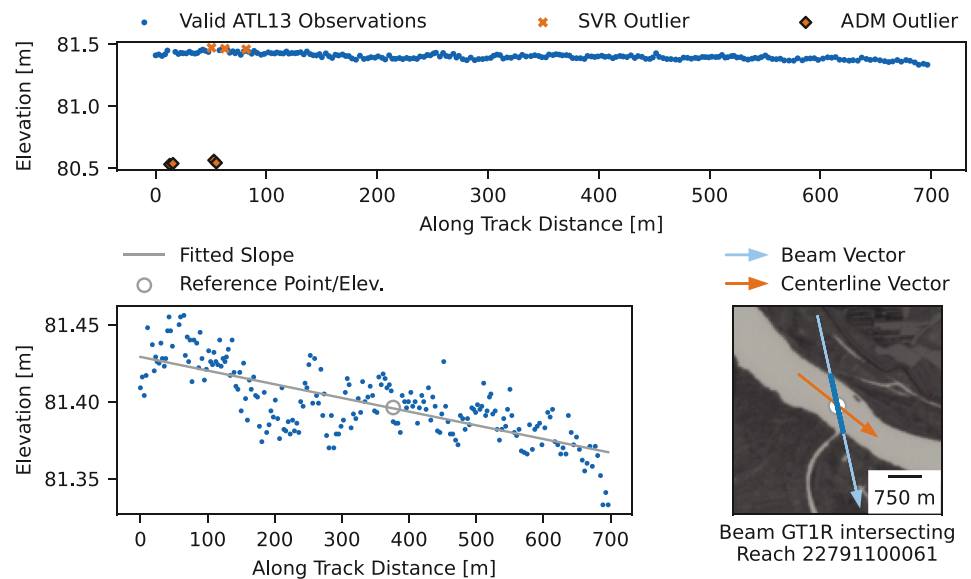 Valid ATL13 Observations SVR Outlier ADM Outlier
Elevation [m]
81.5
81.0
80.5
0 100 200 300 400 500 600 700
Along Track Distance [m]
Fitted Slope
Reference Point/Elev.
Elevation [m]
81.45
81.40
81.35
0 100 200 300 400 500 600 700
Along Track Distance [m]
Beam Vector
Centerline Vector
750 m
Beam GT1R intersecting
Reach 22791100061